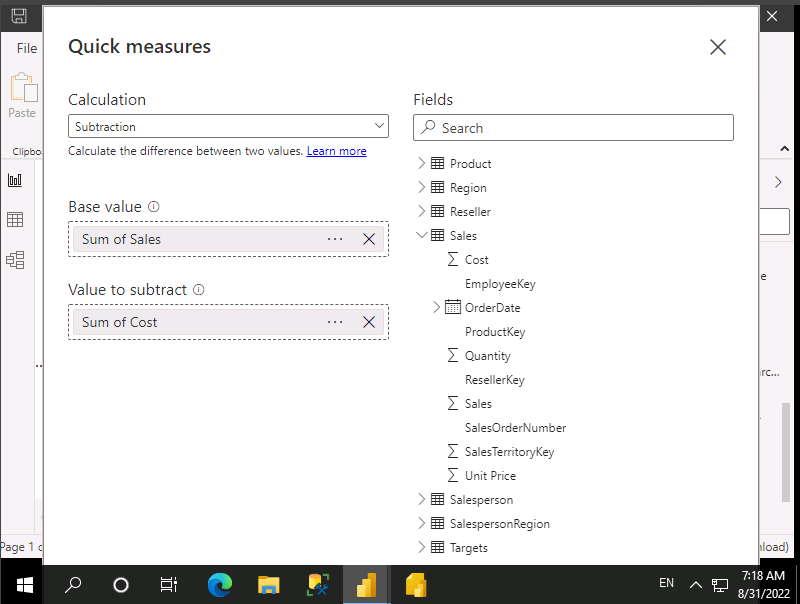 File
Paste
Clipbo
Page 1 o
Quick measures
Calculation
Subtraction
Calculate the difference between two values. Learn more
Base value
Sum of Sales
Value to subtract
Sum of Cost
Fields
Search
Product
Region
Reseller
Sales
Cost
EmployeeKey
OrderDate
ProductKey
Quantity
ResellerKey
Sales
SalesOrderNumber
SalesTerritoryKey
Unit Price
Salesperson
SalespersonRegion
Targets
e
rc...
nload)
EN
7:18 AM
8/31/2022